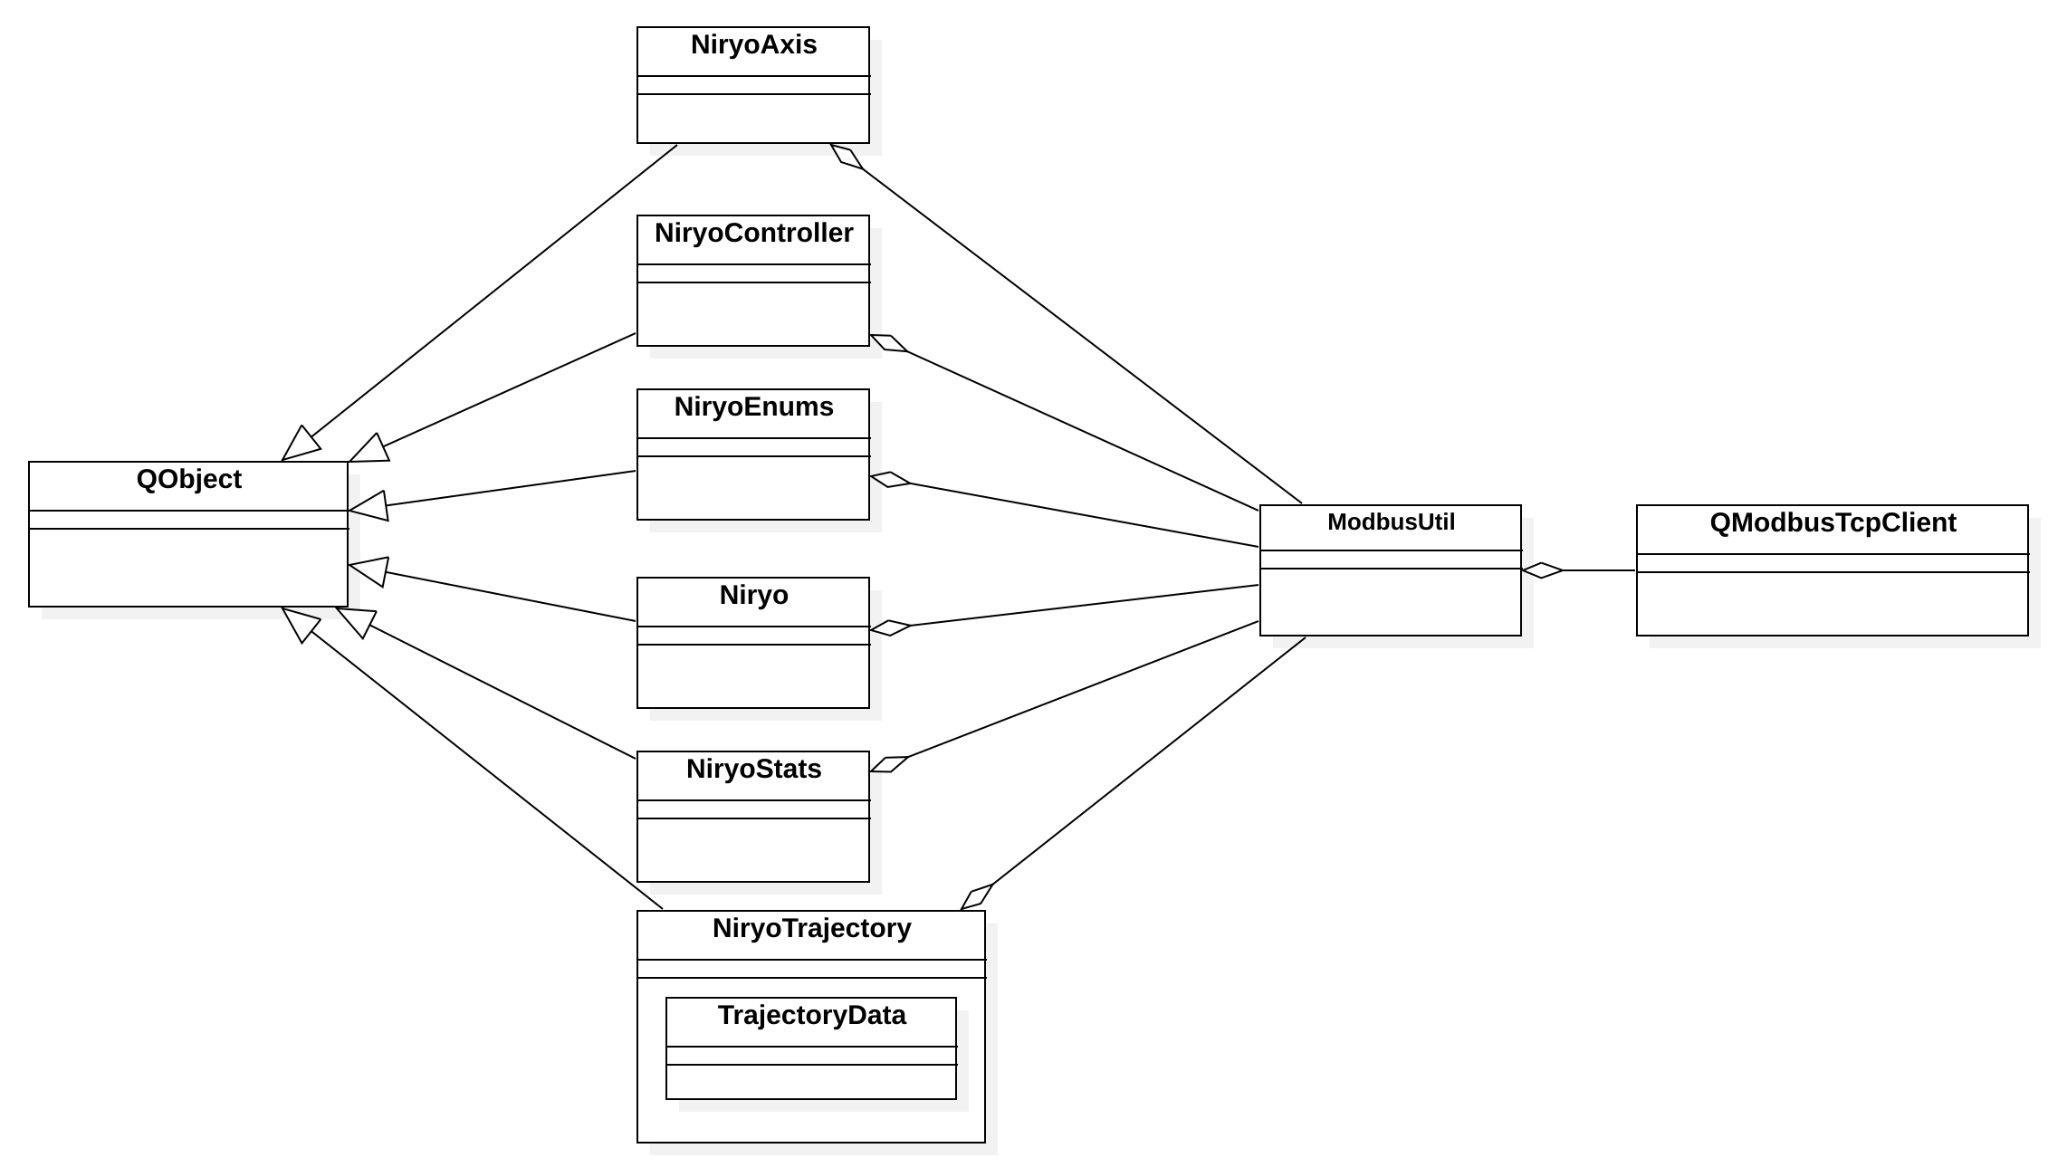 NiryoAxis
NiryoController
NiryoEnums
QObject
ModbusUtil
QModbusTcpClient
Niryo
NiryoStats
NiryoTrajectory
TrajectoryData